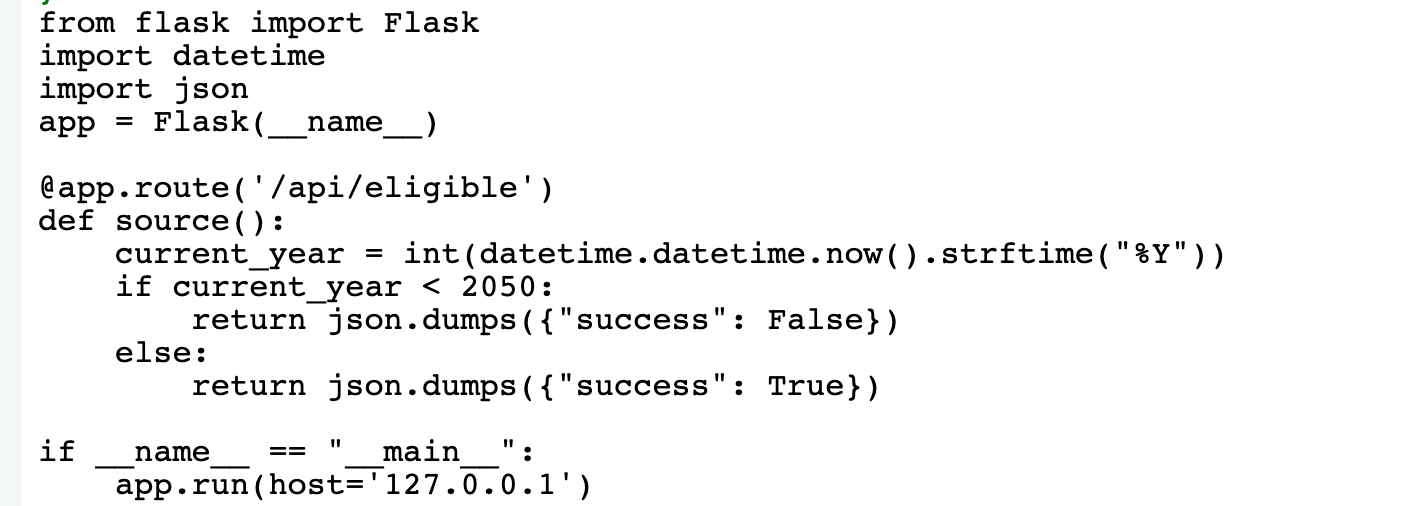 from flask import Flask
import datetime
import json
app = Flask(__name__)

@app.route('/api/eligible')
def source():
    current_year = int(datetime.datetime.now().strftime("%Y"))
    if current_year < 2050:
        return json.dumps({"success": False})
    else:
        return json.dumps({"success": True})

if __name__ == "__main__":
    app.run(host='127.0.0.1')